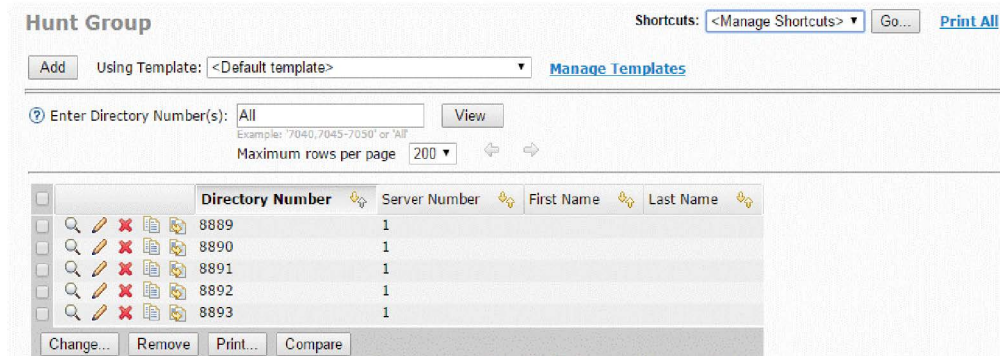 Hunt Group
Shortcuts: <Manage Shortcuts> Go... Print All
Add Using Template: <Default template> Manage Templates
Enter Directory Number(s): All View
Example: '7040,7045-7050' or 'All'
Maximum rows per page 200
Directory Number Server Number First Name Last Name
8889 1
8890 1
8891 1
8892 1
8893 1
Change... Remove Print... Compare